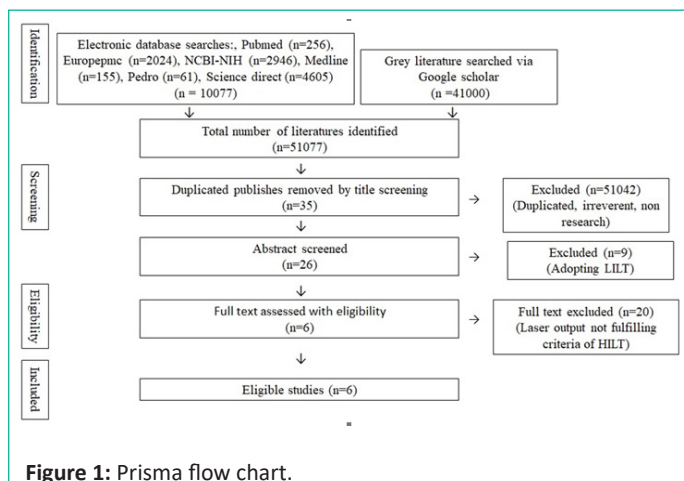 Identification
Electronic database searches:, Pubmed (n=256),
Europepmc (n=2024), NCBI-NIH (n=2946), Medline
(n=155), Pedro (n=61), Science direct (n=4605)
(n = 10077)
Grey literature searched via
Google scholar
(n =41000)
Total number of literatures identified
(n=51077)
Screening
Duplicated publishes removed by title screening
(n=35)
Excluded (n=51042)
(Duplicated, irreverent, non
research)
Abstract screened
(n=26)
Excluded (n=9)
(Adopting LILT)
Eligibility
Full text assessed with eligibility
(n=6)
Full text excluded (n=20)
(Laser output not fulfilling
criteria of HILT)
Included
Eligible studies (n=6)
Figure 1: Prisma flow chart.